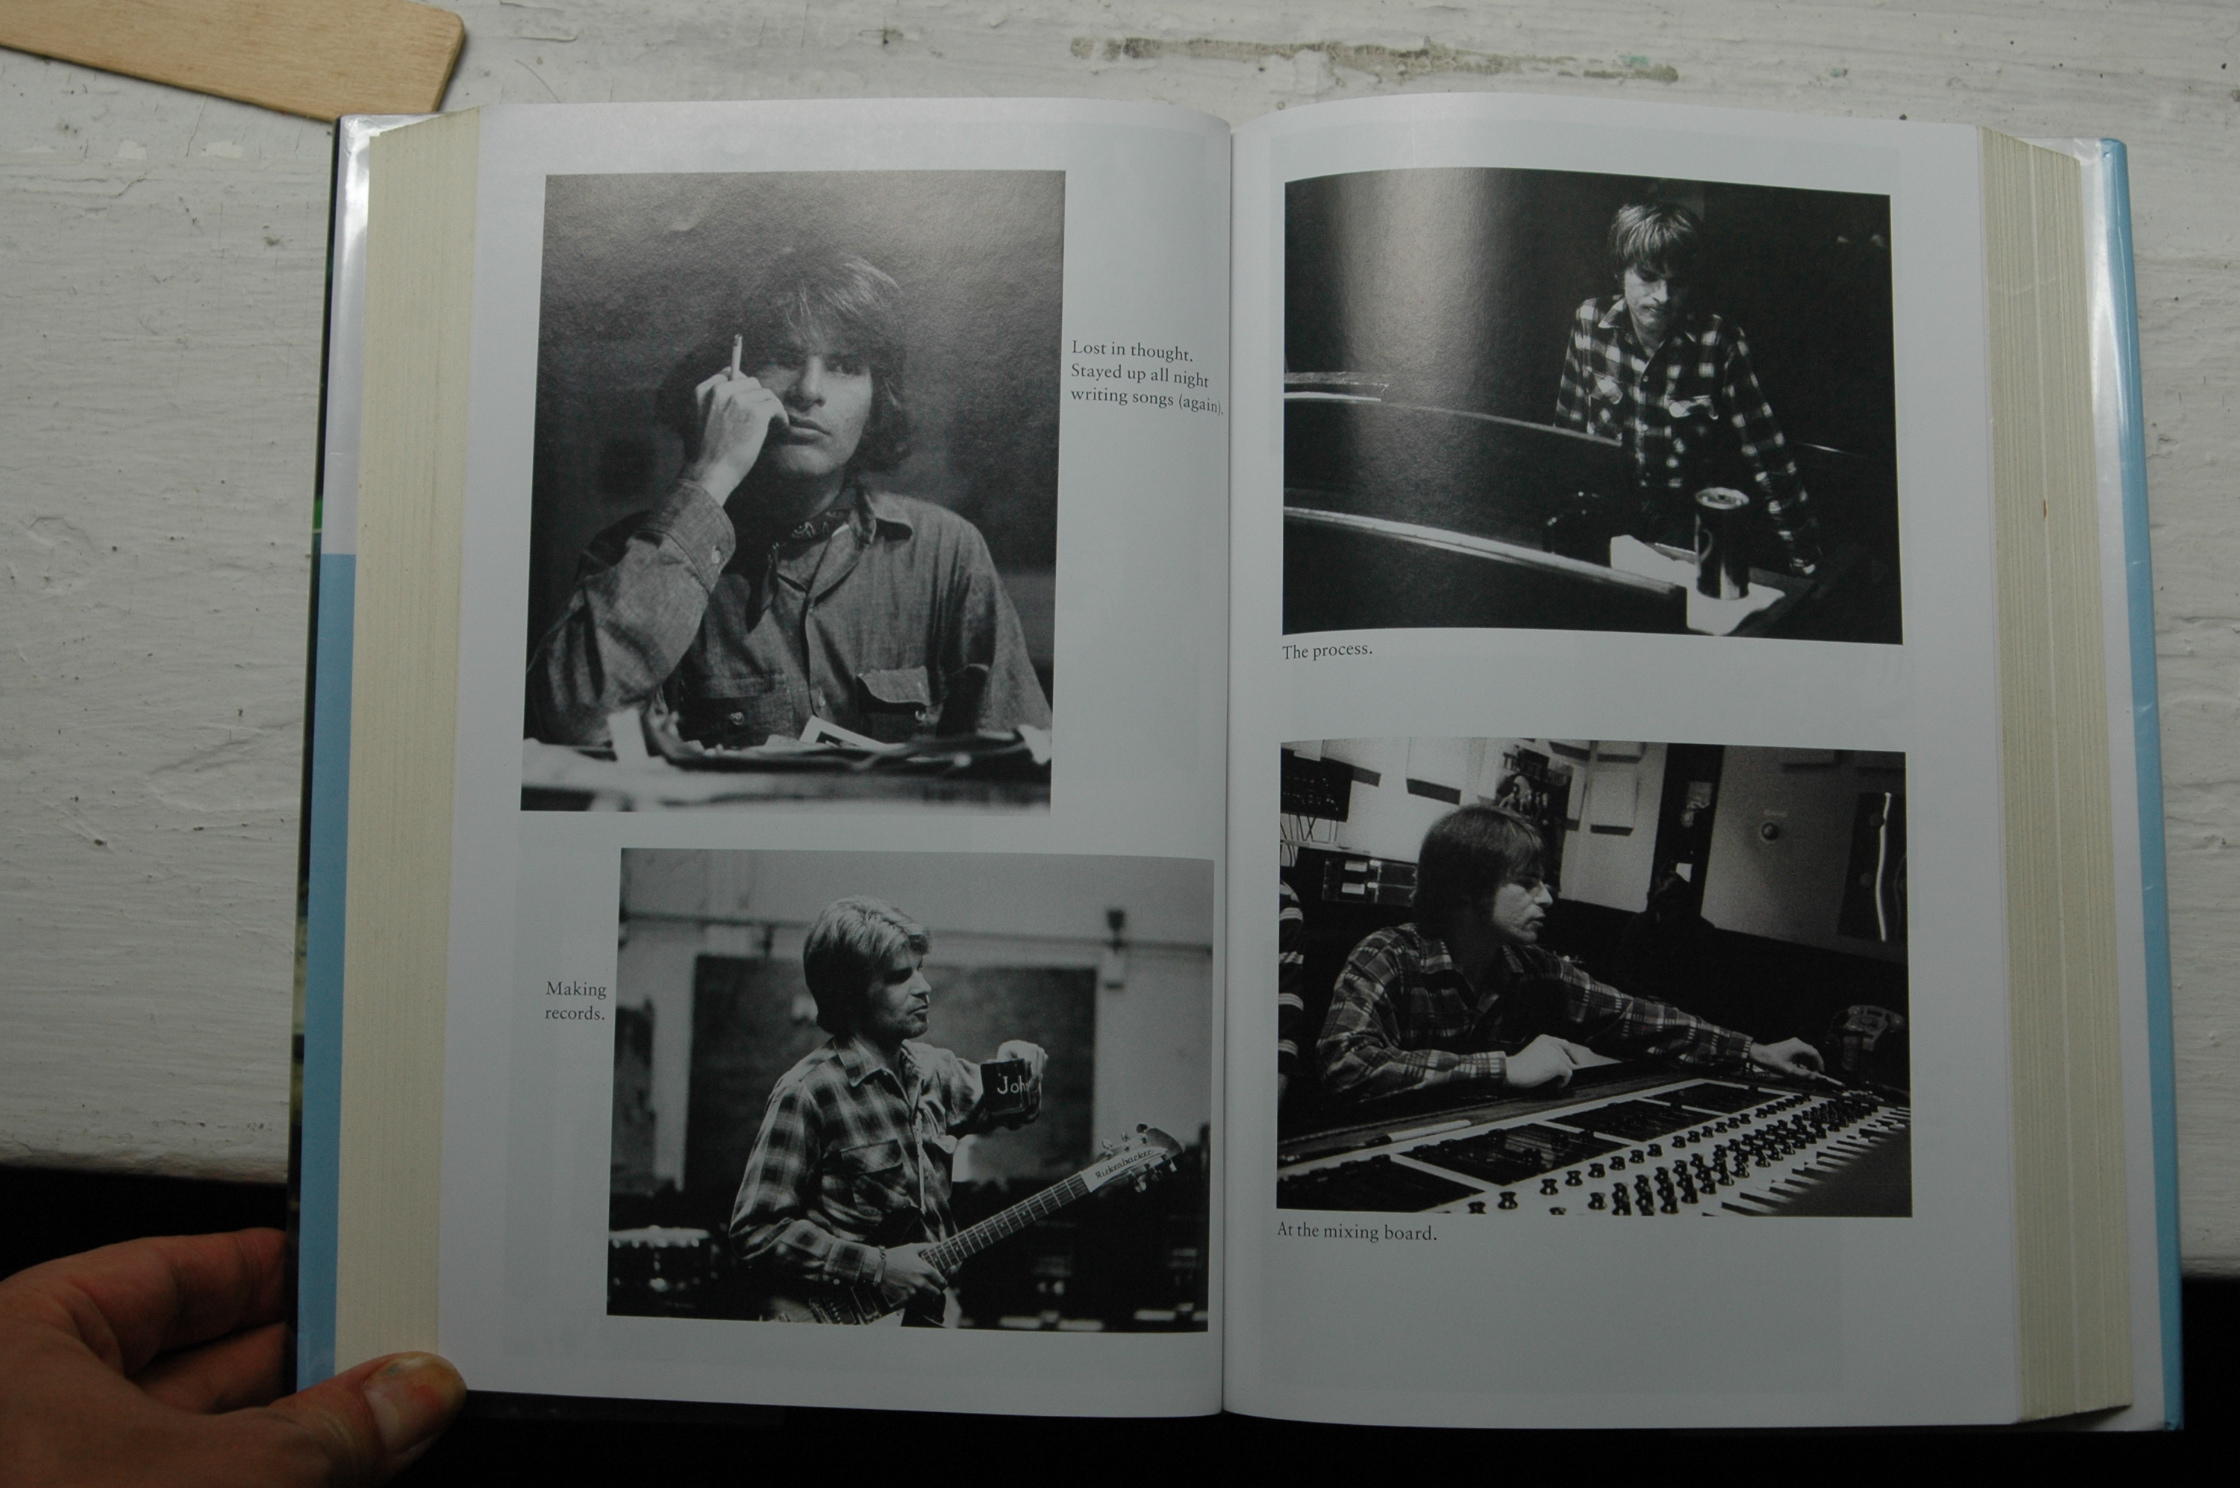 Lost in thought.
Stayed up all night
writing songs (again).
Making
records.
John
Rickenbacker
The process.
At the mixing board.